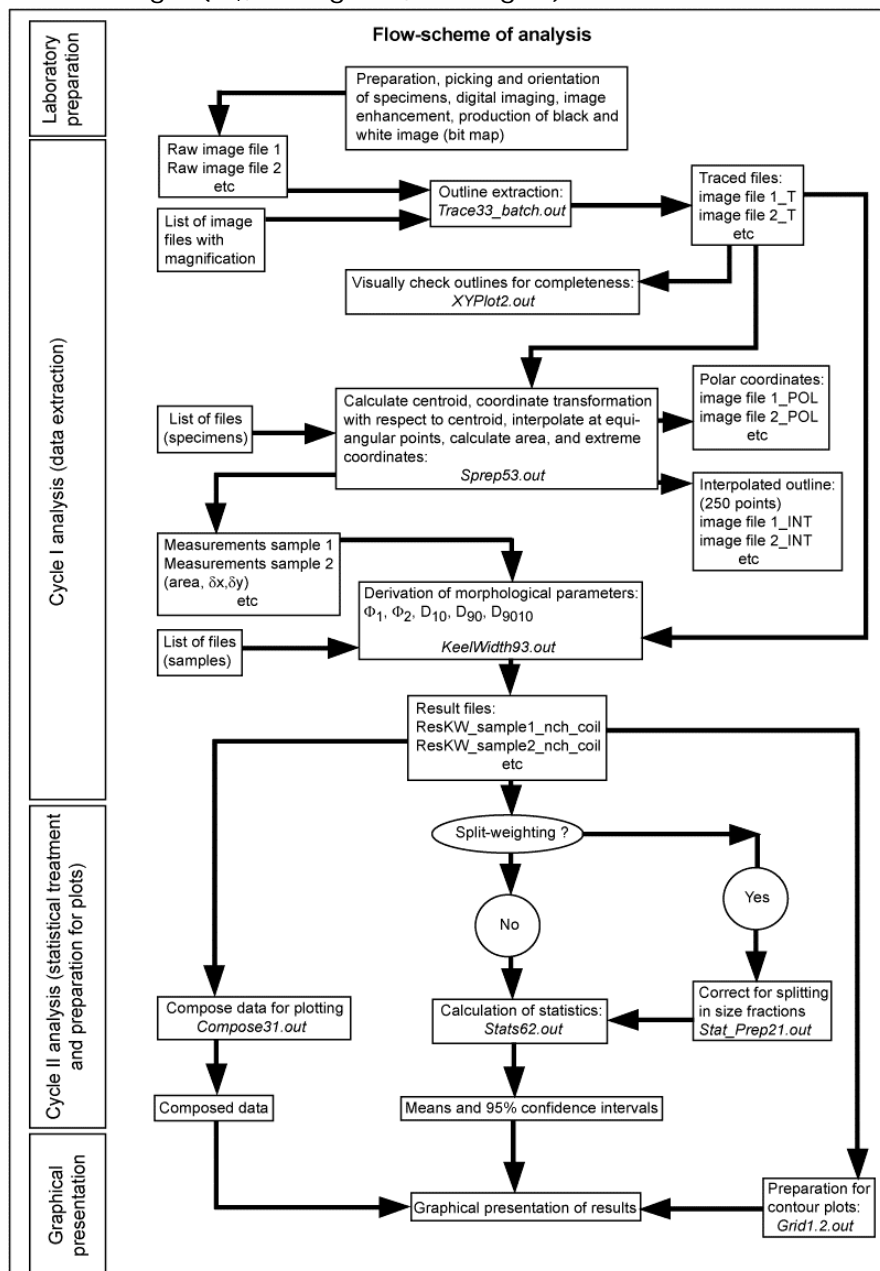 Flow-scheme of analysis
Laboratory
preparation
Preparation, picking and orientation
of specimens, digital imaging, image
enhancement, production of black and
white image (bit map)
Cycle I analysis (data extraction)
Raw image file 1
Raw image file 2
etc
Outline extraction:
Trace33_batch.out
Traced files:
image file 1_T
image file 2_T
etc
List of image
files with
magnification
Visually check outlines for completeness:
XYPlot2.out
List of files
(specimens)
Calculate centroid, coordinate transformation
with respect to centroid, interpolate at equi-
angular points, calculate area, and extreme
coordinates:
Sprep53.out
Polar coordinates:
image file 1_POL
image file 2_POL
etc
Interpolated outline:
(250 points)
image file 1_INT
image file 2_INT
etc
Measurements sample 1
Measurements sample 2
(area, δx,δy)
etc
Derivation of morphological parameters:
Φ1, Φ2, D10, D90, D9010
KeelWidth93.out
List of files
(samples)
Result files:
ResKW_sample1_nch_coil
ResKW_sample2_nch_coil
etc
Cycle II analysis (statistical treatment
and preparation for plots)
Split-weighting ?
No
Yes
Compose data for plotting
Compose31.out
Calculation of statistics:
Stats62.out
Correct for splitting
in size fractions
Stat_Prep21.out
Composed data
Means and 95% confidence intervals
Graphical
presentation
Graphical presentation of results
Preparation for
contour plots:
Grid1.2.out